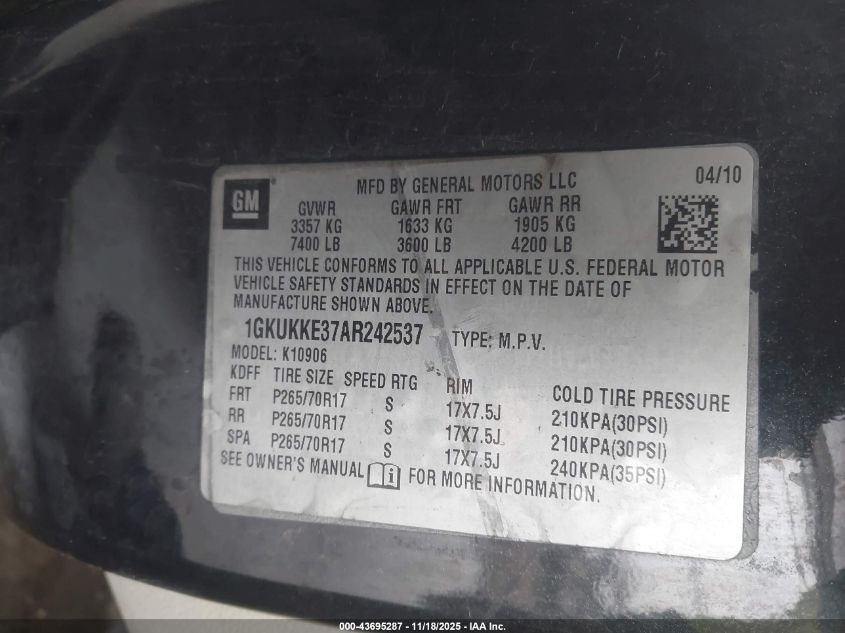 GM
MFD BY GENERAL MOTORS LLC
04/10
GVWR GAWR FRT GAWR RR
3357 KG 1633 KG 1905 KG
7400 LB 3600 LB 4200 LB
THIS VEHICLE CONFORMS TO ALL APPLICABLE U.S. FEDERAL MOTOR
VEHICLE SAFETY STANDARDS IN EFFECT ON THE DATE OF
MANUFACTURE SHOWN ABOVE.
1GKUKKE37AR242537 TYPE: M.P.V.
MODEL: K10906
KDFF TIRE SIZE SPEED RTG RIM COLD TIRE PRESSURE
FRT P265/70R17 S 17X7.5J 210KPA(30PSI)
RR P265/70R17 S 17X7.5J 210KPA(30PSI)
SPA P265/70R17 S 17X7.5J 240KPA(35PSI)
SEE OWNER'S MANUAL i FOR MORE INFORMATION.
000-43695287 - 11/18/2025 - IAA Inc.